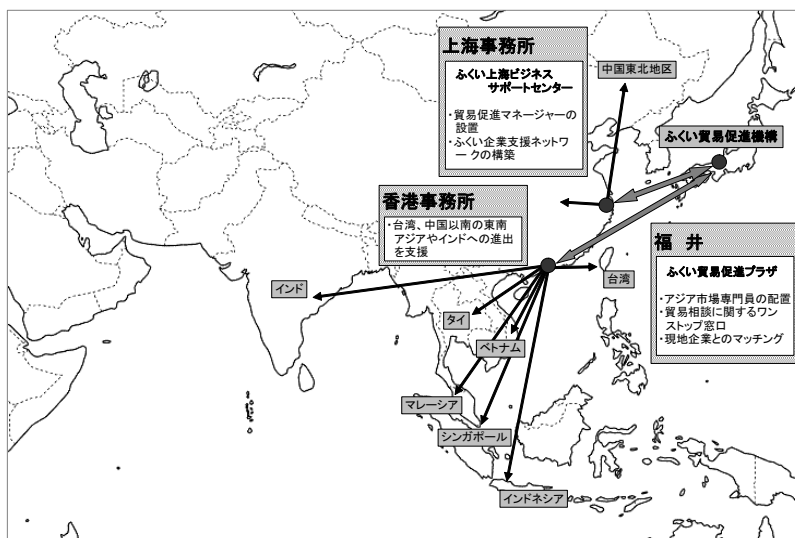 上海事務所
ふくい上海ビジネス
サポートセンター
・貿易促進マネージャーの
設置
・ふくい企業支援ネットワ
ークの構築
中国東北地区
ふくい貿易促進機構
香港事務所
・台湾、中国以南の東南
アジアやインドへの進出
を支援
福 井
ふくい貿易促進プラザ
・アジア市場専門員の配置
・貿易相談に関するワン
ストップ窓口
・現地企業とのマッチング
台湾
インド
タイ
ベトナム
マレーシア
シンガポール
インドネシア